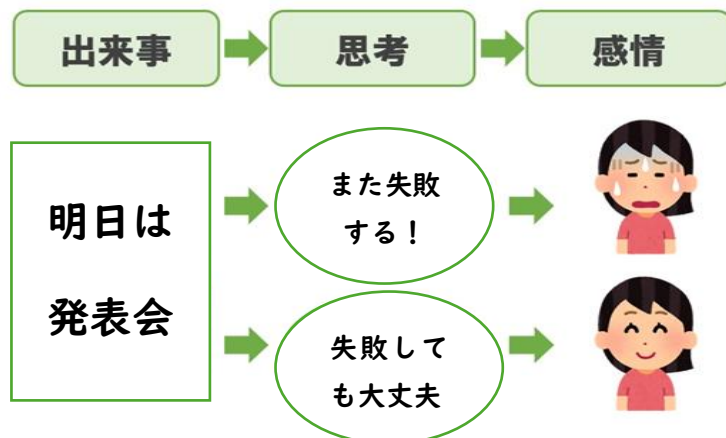 出来事
思考
感情
明日は
発表会
また失敗
する！
失敗して
も大丈夫